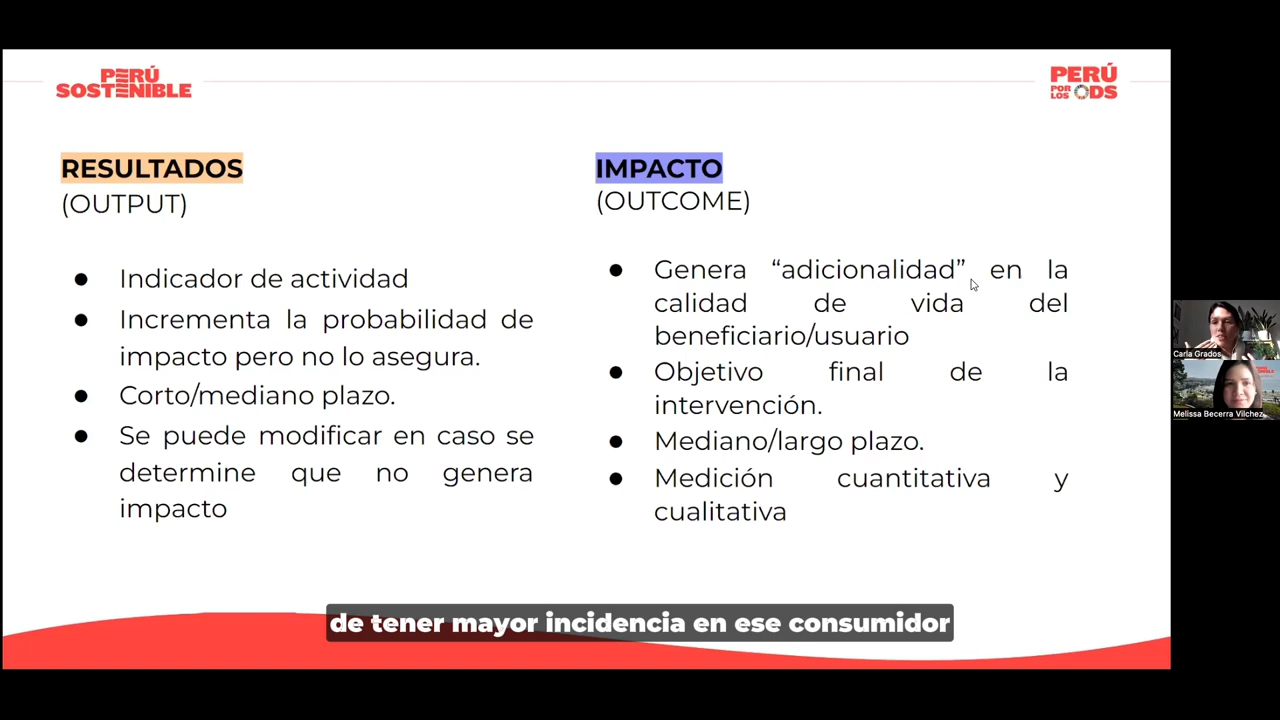 PERÚ
SOSTENIBLE
PERÚ
POR
LOS ODS
RESULTADOS
(OUTPUT)
● Indicador de actividad
● Incrementa la probabilidad de
impacto pero no lo asegura.
● Corto/mediano plazo.
● Se puede modificar en caso se
determine que no genera
impacto
IMPACTO
(OUTCOME)
● Genera “adicionalidad” en la
calidad de vida del
beneficiario/usuario
● Objetivo final de la
intervención.
● Mediano/largo plazo.
● Medición cuantitativa y
cualitativa
Carla Grados
Melissa Becerra Vilchez
de tener mayor incidencia en ese consumidor